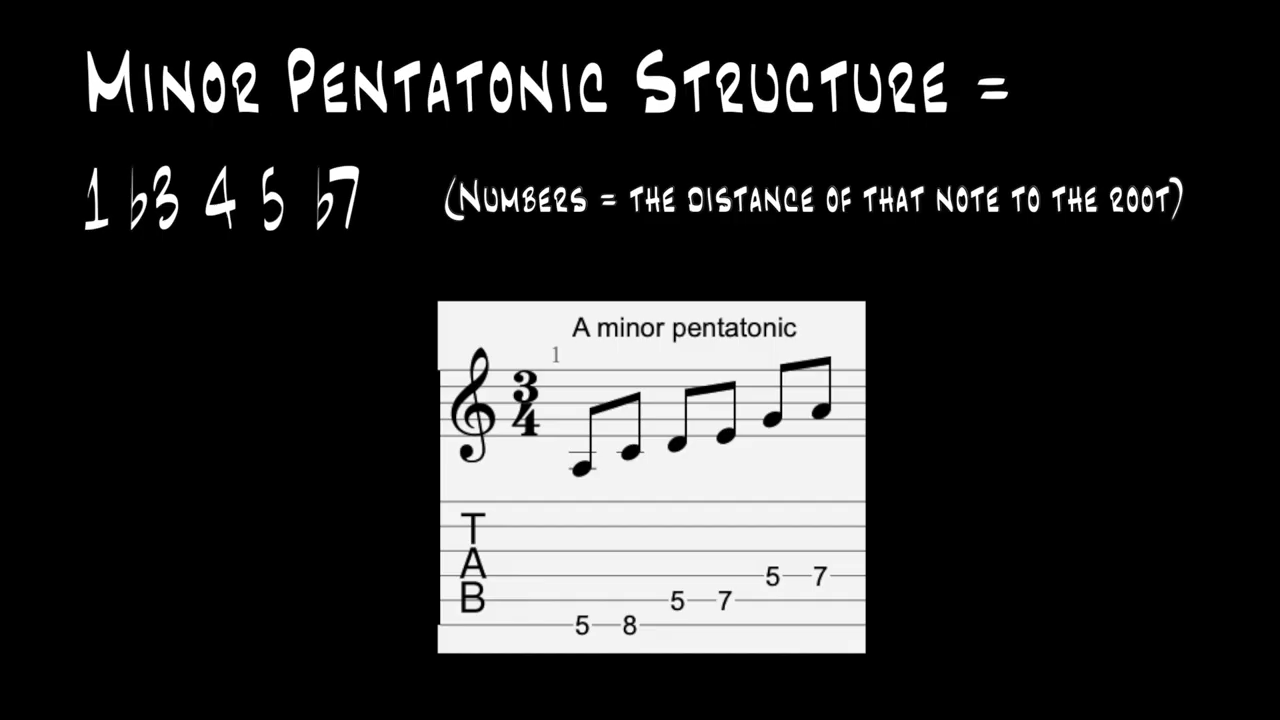 Minor Pentatonic Structure =
1 b3 4 5 b7 (Numbers = the distance of that note to the root)
A minor pentatonic
1
3
4
T
A
B
5 7
5 7
5 8